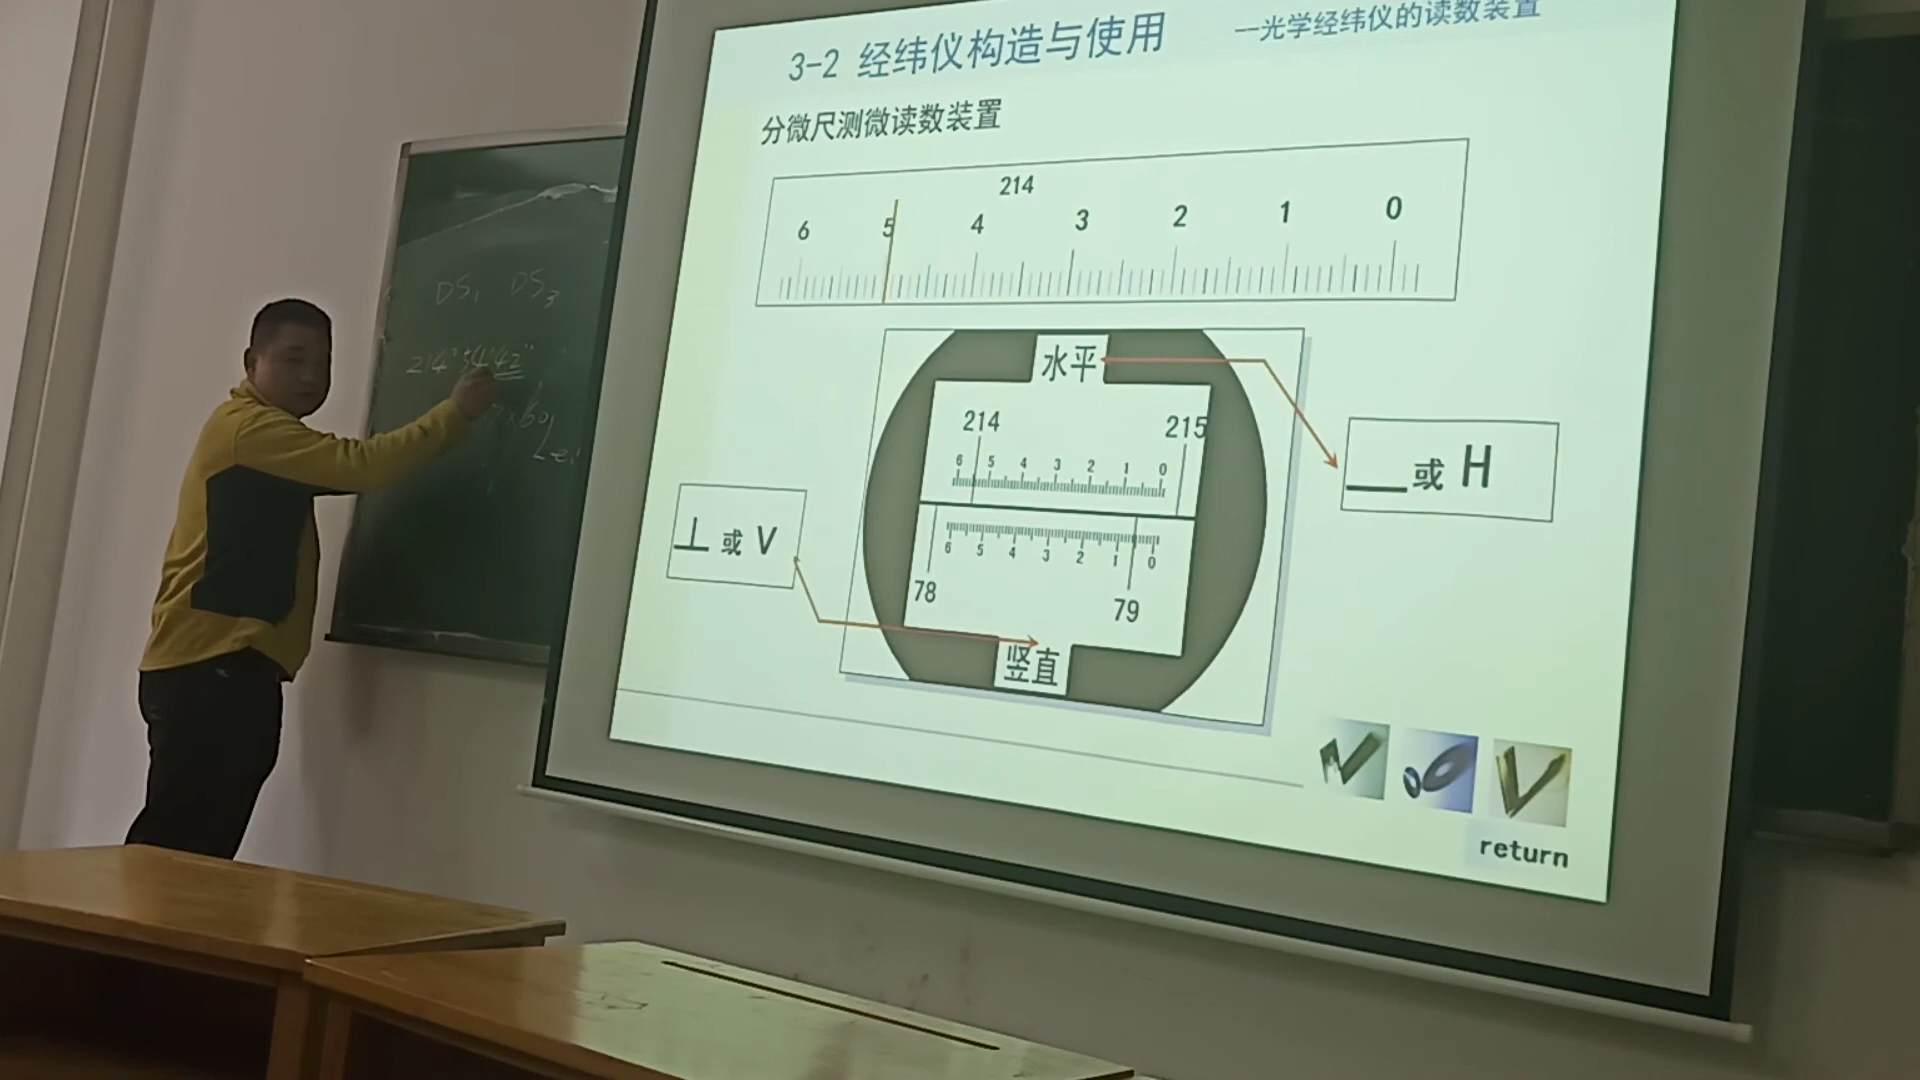 3-2 经纬仪构造与使用
—光学经纬仪的读数装置
分微尺测微读数装置
214
6 5 4 3 2 1 0
水平
214 215
6 5 4 3 2 1 0
6 5 4 3 2 1 0
78 79
竖直
⊥ 或 V
__或 H
return
DS₁ DS₃
214°54'42"